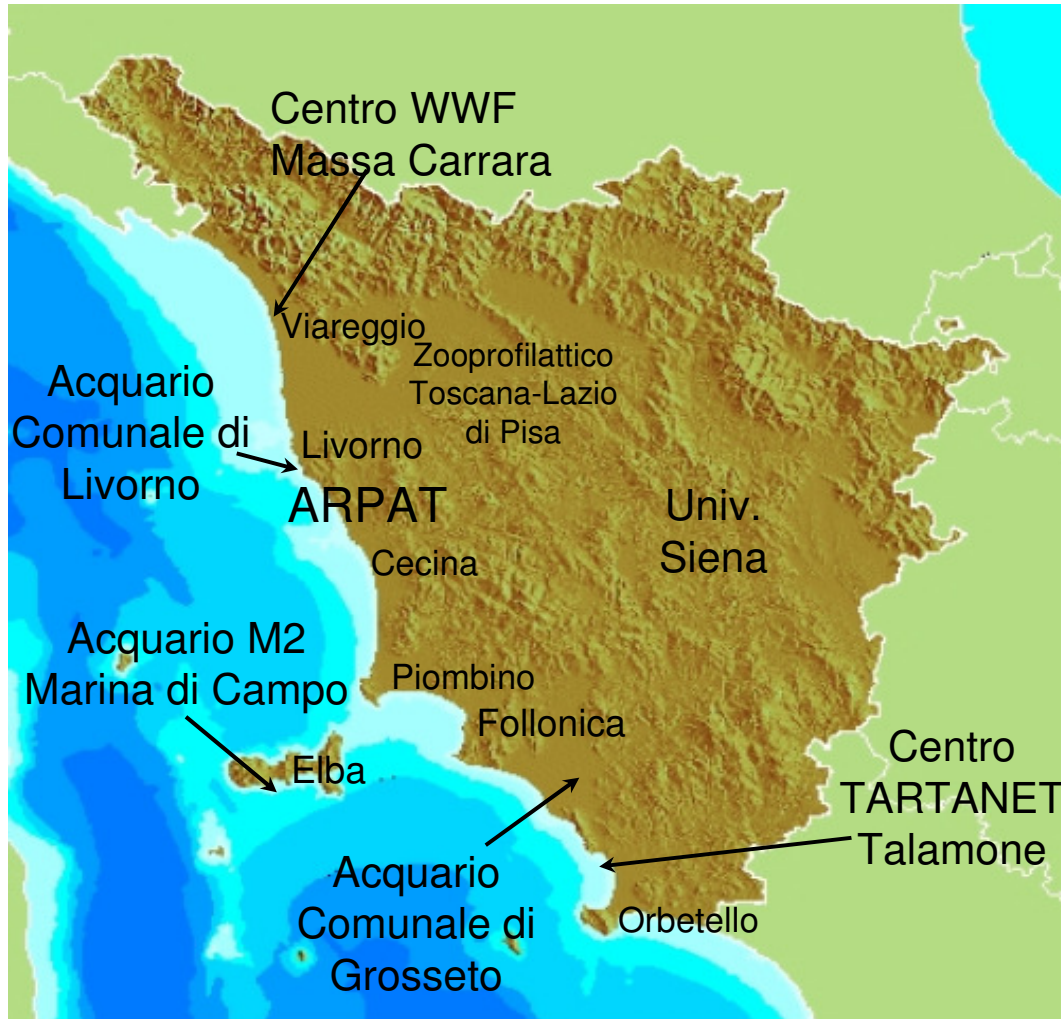 Centro WWF
Massa Carrara
Viareggio
Zooprofilattico
Toscana-Lazio
di Pisa
Acquario
Comunale di
Livorno
Livorno
ARPAT
Univ.
Siena
Cecina
Acquario M2
Marina di Campo
Piombino
Follonica
Elba
Centro
TARTANET
Talamone
Acquario
Comunale di
Grosseto
Orbetello